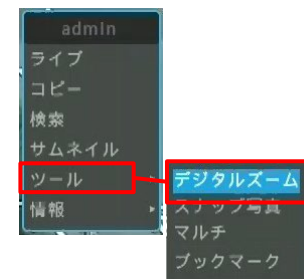 admin
ライブ
コピー
検索
サムネイル
ツール
情報
デジタルズーム
スナップ写真
マルチ
ブックマーク